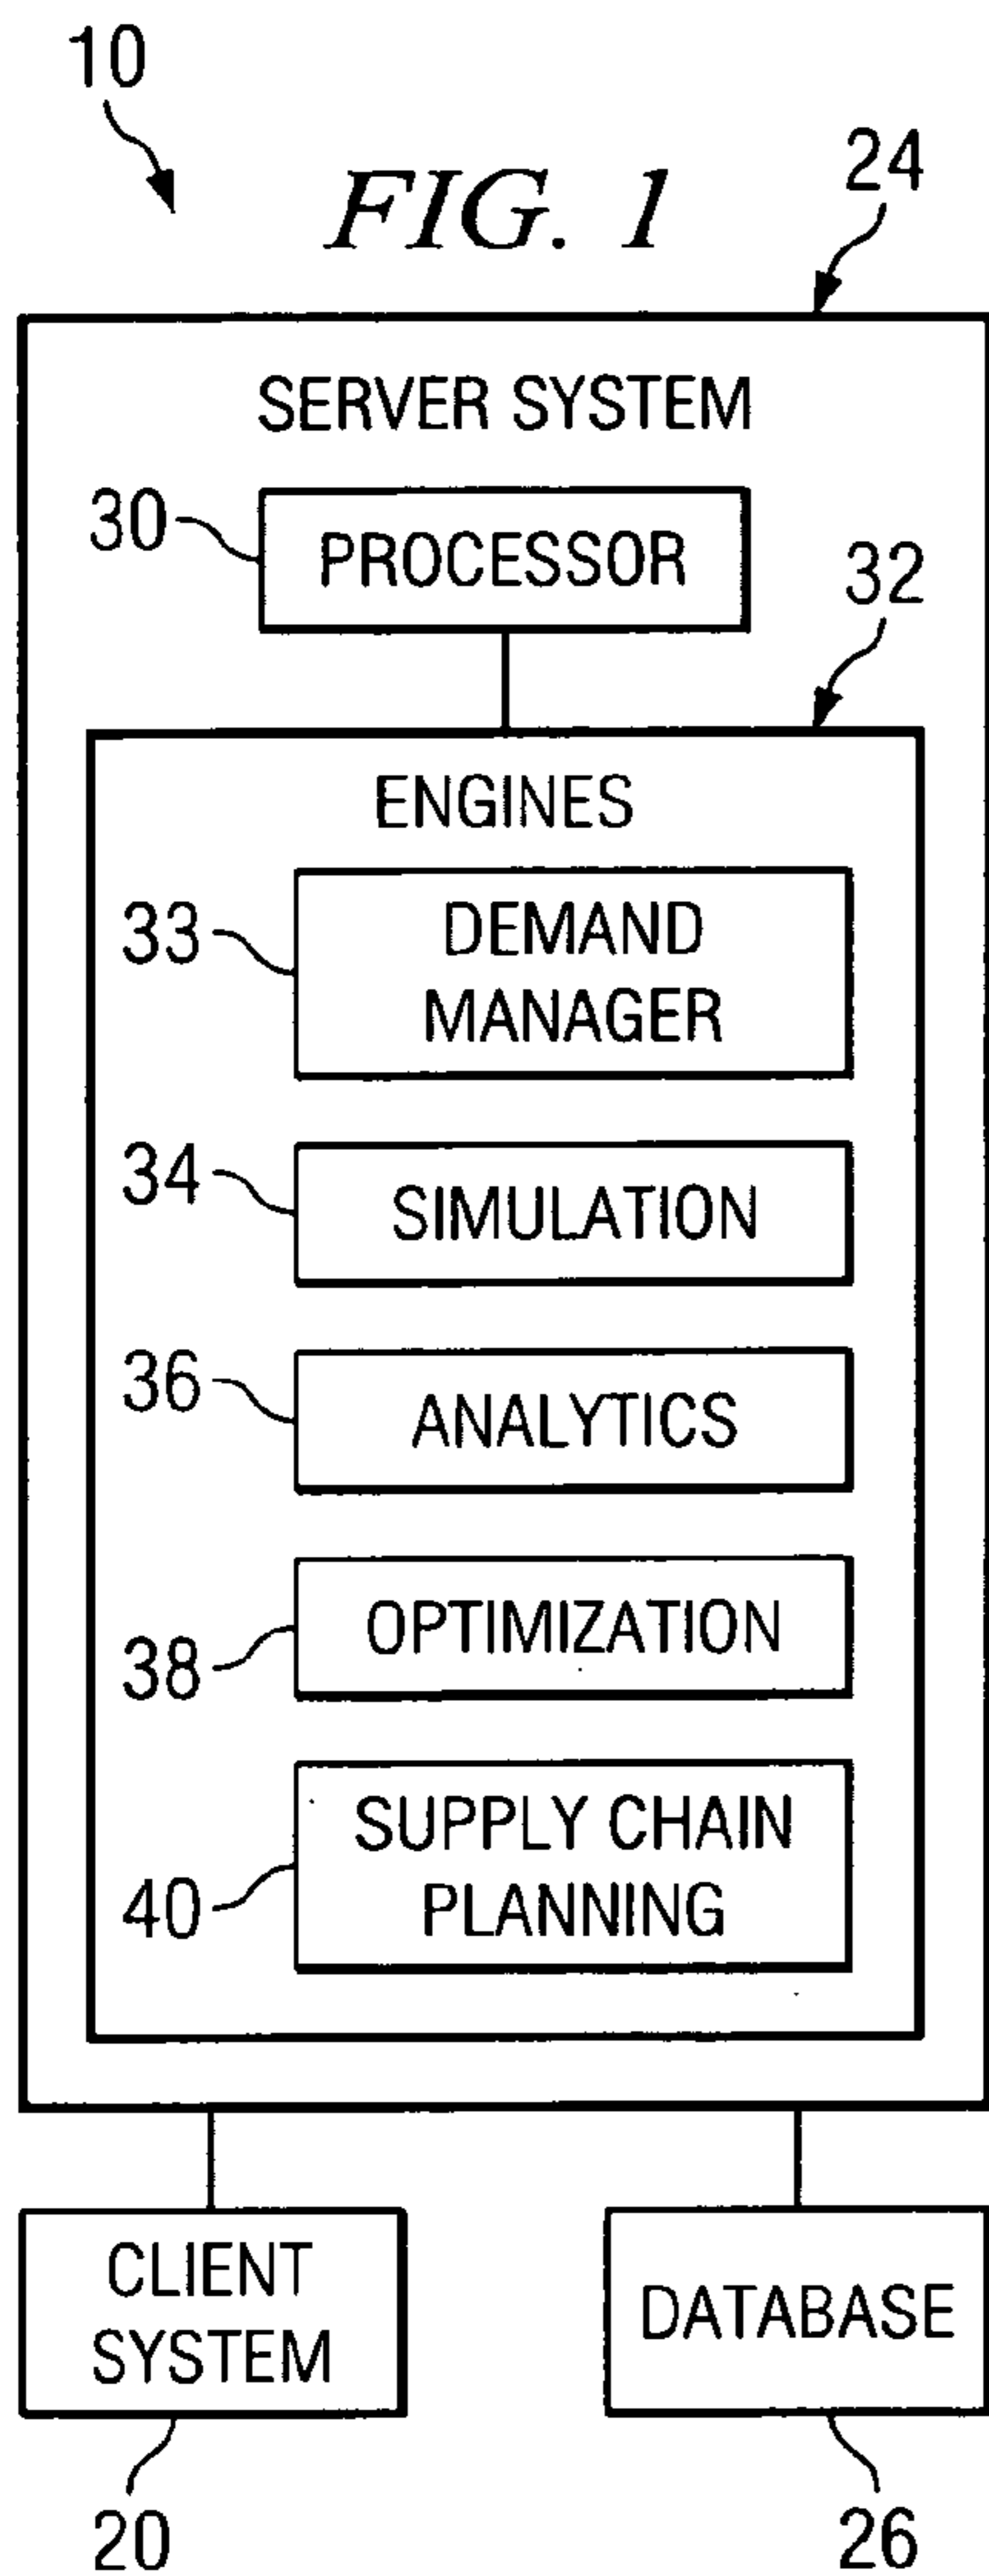 10
FIG. 1
24
SERVER SYSTEM
30
PROCESSOR
32
ENGINES
33
DEMAND
MANAGER
34
SIMULATION
36
ANALYTICS
38
OPTIMIZATION
40
SUPPLY CHAIN
PLANNING
CLIENT
SYSTEM
DATABASE
20
26